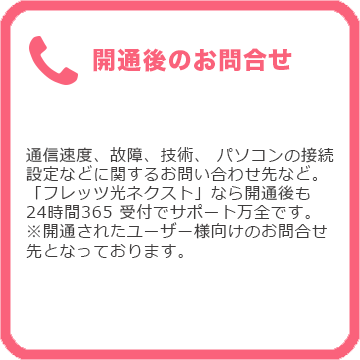 開通後のお問合せ
通信速度、故障、技術、 パソコンの接続
設定などに関するお問い合わせ先など。
「フレッツ光ネクスト」なら開通後も
24時間365 受付でサポート万全です。
※開通されたユーザー様向けのお問合せ
先となっております。